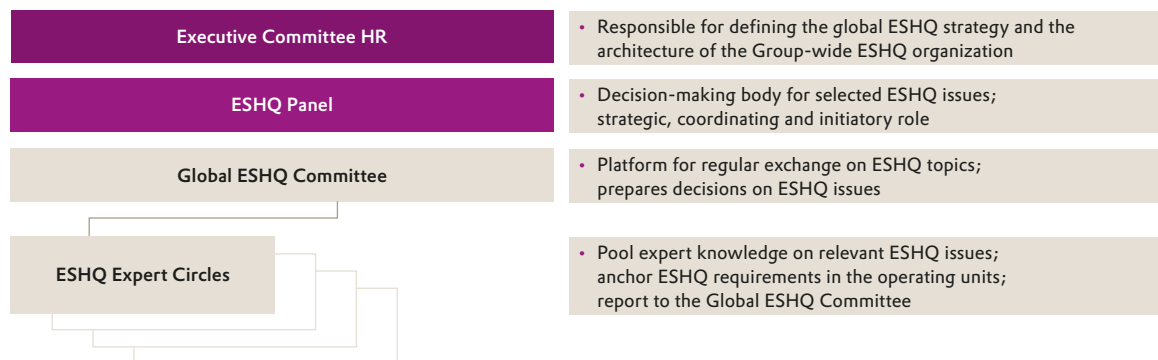 Executive Committee HR
• Responsible for defining the global ESHQ strategy and the
architecture of the Group-wide ESHQ organization
ESHQ Panel
• Decision-making body for selected ESHQ issues;
strategic, coordinating and initiatory role
Global ESHQ Committee
• Platform for regular exchange on ESHQ topics;
prepares decisions on ESHQ issues
ESHQ Expert Circles
• Pool expert knowledge on relevant ESHQ issues;
anchor ESHQ requirements in the operating units;
report to the Global ESHQ Committee